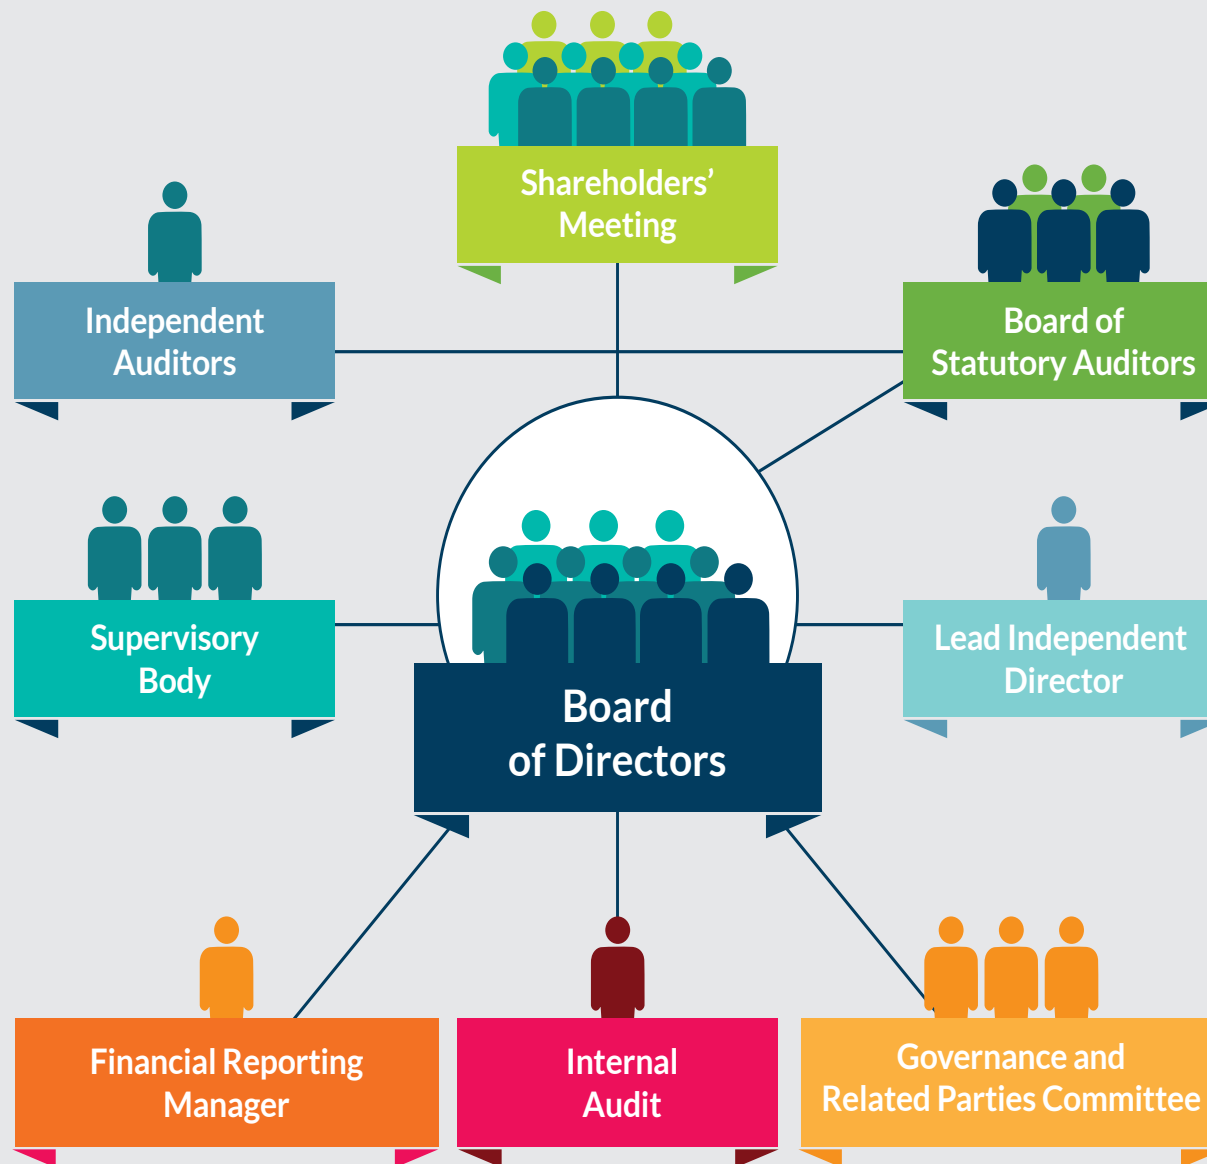 Shareholders’
Meeting
Independent
Auditors
Board of
Statutory Auditors
Supervisory
Body
Lead Independent
Director
Board
of Directors
Financial Reporting
Manager
Internal
Audit
Governance and
Related Parties Committee